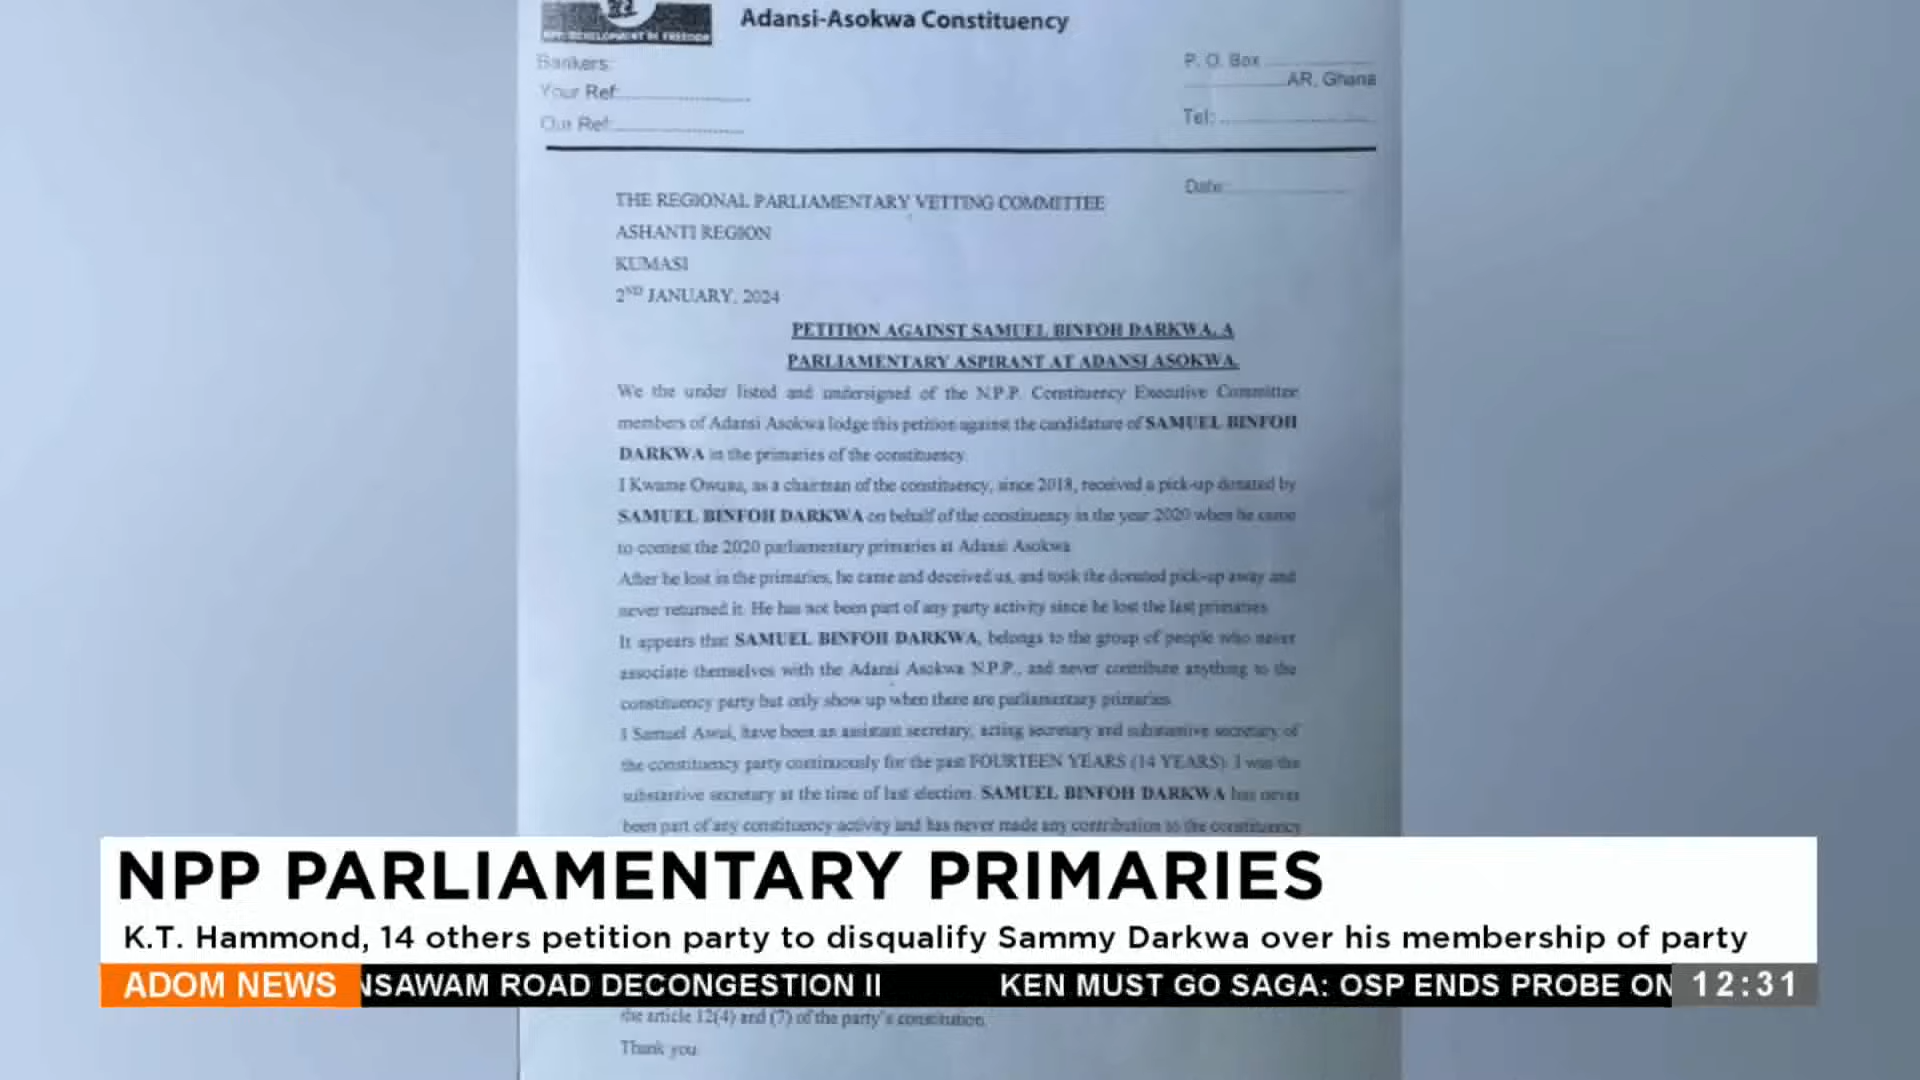 NPP: DEVELOPMENT IN FREEDOM
Adansi-Asokwa Constituency
Bankers:
Your Ref:
Our Ref:
P. O. Box
AR, Ghana
Tel:
Date:
THE REGIONAL PARLIAMENTARY VETTING COMMITTEE
ASHANTI REGION
KUMASI
2ND JANUARY, 2024
PETITION AGAINST SAMUEL BINFOH DARKWA, A
PARLIAMENTARY ASPIRANT AT ADANSI ASOKWA.
We the under listed and undersigned of the N.P.P. Constituency Executive Committee
members of Adansi Asokwa lodge this petition against the candidature of SAMUEL BINFOH
DARKWA in the primaries of the constituency.
I Kwame Owusu, as a chairman of the constituency, since 2018, received a pick-up donated by
SAMUEL BINFOH DARKWA on behalf of the constituency in the year 2020 when he came
to contest the 2020 parliamentary primaries at Adansi Asokwa.
After he lost in the primaries, he came and deceived us, and took the donated pick-up away and
never returned it. He has not been part of any party activity since he lost the last primaries.
It appears that SAMUEL BINFOH DARKWA, belongs to the group of people who never
associate themselves with the Adansi Asokwa N.P.P., and never contribute anything to the
constituency party but only show up when there are parliamentary primaries.
I Samuel have been an assistant secretary, acting secretary and substantive secretary of
the constituency party continuously for the past FOURTEEN YEARS (14 YEARS). I was the
substantive secretary at the time of last election. SAMUEL BINFOH DARKWA has never
been part of any constituency activity and has never made any contribution to the constituency
NPP PARLIAMENTARY PRIMARIES
K.T. Hammond, 14 others petition party to disqualify Sammy Darkwa over his membership of party
ADOM NEWS NSAWAM ROAD DECONGESTION II KEN MUST GO SAGA: OSP ENDS PROBE ON 12:31
the article 12(4) and (7) of the party's constitution.
Thank you